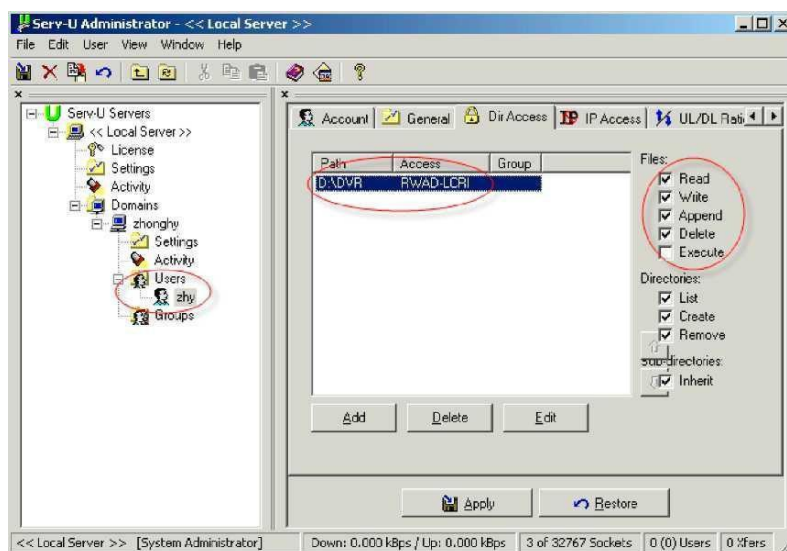 Serv-U Administrator - << Local Server >>
File Edit User View Window Help
Serv-U Servers
<< Local Server >>
License
Settings
Activity
Domains
zhonghy
Settings
Activity
Users
zhy
Groups
Account General Dir Access IP Access UL/DL Rati
Path Access Group
D:\DVR RWAD-LCRI
Files:
Read
Write
Append
Delete
Execute
Directories:
List
Create
Remove
Sub-directories:
Inherit
Add Delete Edit
Apply Restore
<< Local Server >> [System Administrator] Down: 0.000 kBps / Up: 0.000 kBps 3 of 32767 Sockets 0 (0) Users 0 Xfers